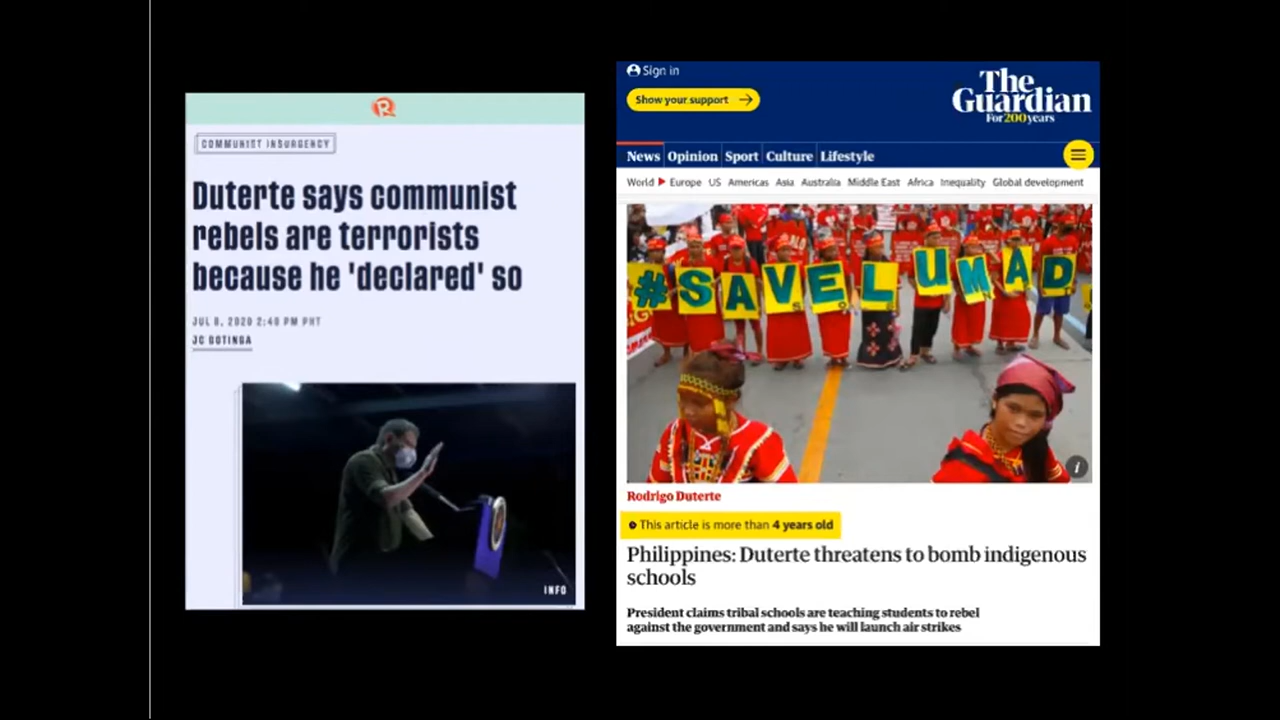 COMMUNIST INSURGENCY
Duterte says communist
rebels are terrorists
because he 'declared' so
JUL 8, 2020 2:40 PM PHT
JC GOTINGA
INFO
Sign in
Show your support
The
Guardian
For 200 years
News Opinion Sport Culture Lifestyle
World Europe US Americas Asia Australia Middle East Africa Inequality Global development
#SAVELUMAD
Rodrigo Duterte
This article is more than 4 years old
Philippines: Duterte threatens to bomb indigenous
schools
President claims tribal schools are teaching students to rebel
against the government and says he will launch air strikes